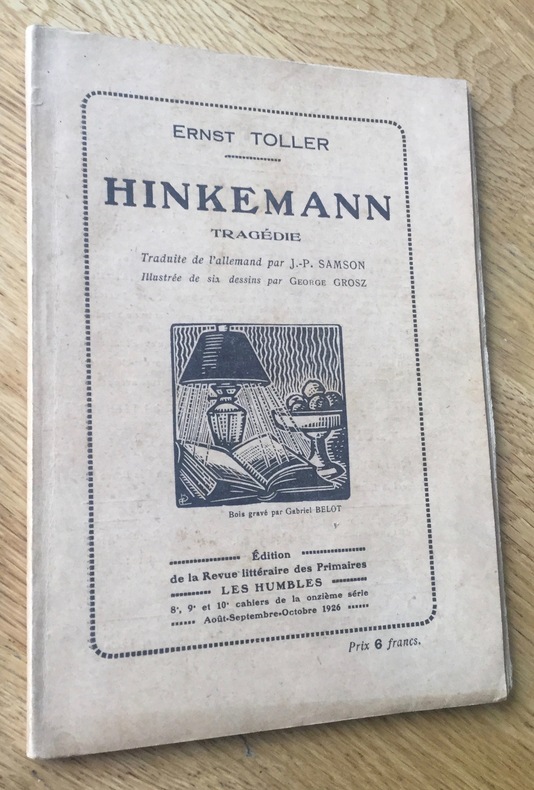 ERNST TOLLER
HINKEMANN
TRAGÉDIE
Traduite de l'allemand par J.-P. SAMSON
Illustrée de six dessins par GEORGE GROSZ
Bois gravé par Gabriel BELOT
Édition
de la Revue littéraire des Primaires
LES HUMBLES
8e, 9e et 10e cahiers de la onzième série
Août-Septembre-Octobre 1926
Prix 6 francs.